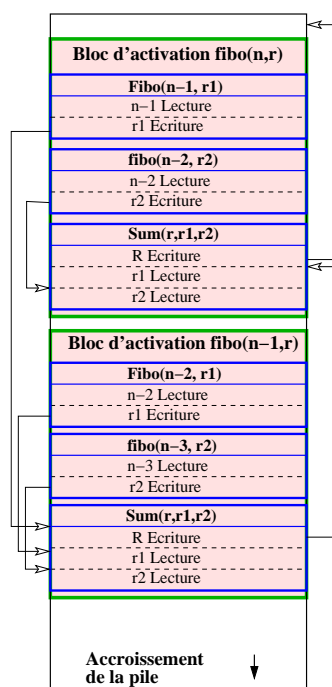 Bloc d'activation fibo(n,r)
Fibo(n−1, r1)
n−1 Lecture
r1 Ecriture
fibo(n−2, r2)
n−2 Lecture
r2 Ecriture
Sum(r,r1,r2)
R Ecriture
r1 Lecture
r2 Lecture
Bloc d'activation fibo(n−1,r)
Fibo(n−2, r1)
n−2 Lecture
r1 Ecriture
fibo(n−3, r2)
n−3 Lecture
r2 Ecriture
Sum(r,r1,r2)
R Ecriture
r1 Lecture
r2 Lecture
Accroissement
de la pile